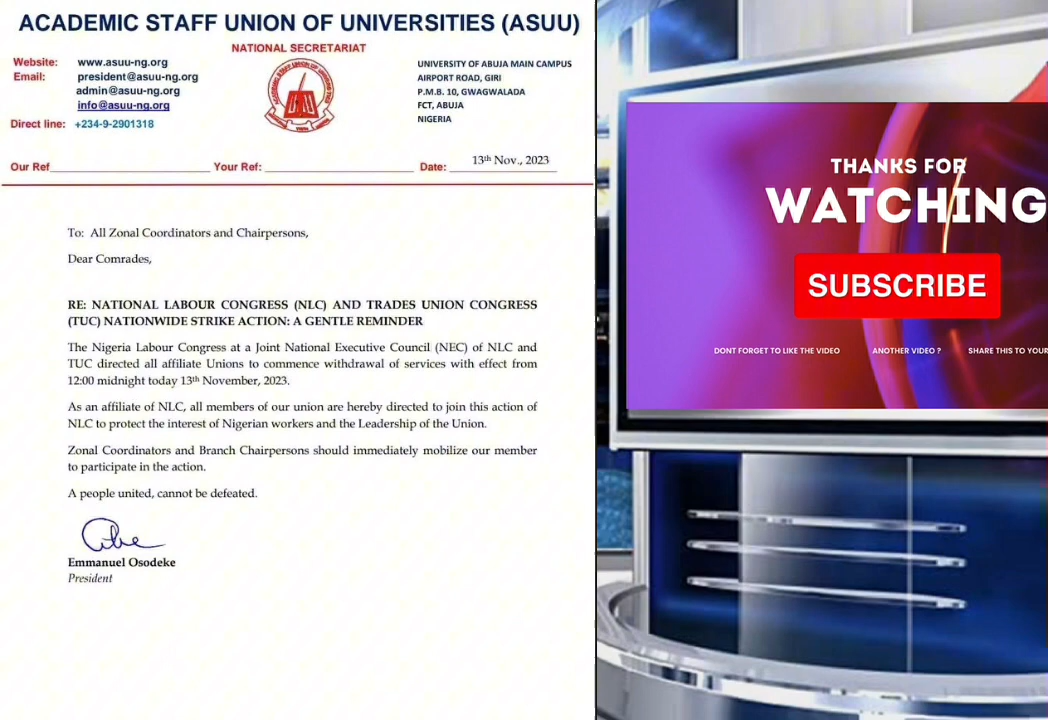 ACADEMIC STAFF UNION OF UNIVERSITIES (ASUU)
NATIONAL SECRETARIAT
Website: www.asuu-ng.org
Email: president@asuu-ng.org
admin@asuu-ng.org
info@asuu-ng.org
Direct line: +234-9-2901318
UNIVERSITY OF ABUJA MAIN CAMPUS
AIRPORT ROAD, GIRI
P.M.B. 10, GWAGWALADA
FCT, ABUJA
NIGERIA
Our Ref Your Ref: Date: 13th Nov., 2023
To: All Zonal Coordinators and Chairpersons,
Dear Comrades,
RE: NATIONAL LABOUR CONGRESS (NLC) AND TRADES UNION CONGRESS
(TUC) NATIONWIDE STRIKE ACTION: A GENTLE REMINDER
The Nigeria Labour Congress at a Joint National Executive Council (NEC) of NLC and
TUC directed all affiliate Unions to commence withdrawal of services with effect from
12:00 midnight today 13th November, 2023.
As an affiliate of NLC, all members of our union are hereby directed to join this action of
NLC to protect the interest of Nigerian workers and the Leadership of the Union.
Zonal Coordinators and Branch Chairpersons should immediately mobilize our member
to participate in the action.
A people united, cannot be defeated.
Emmanuel Osodeke
President
THANKS FOR
WATCHING
SUBSCRIBE
DONT FORGET TO LIKE THE VIDEO ANOTHER VIDEO ? SHARE THIS TO YOUR